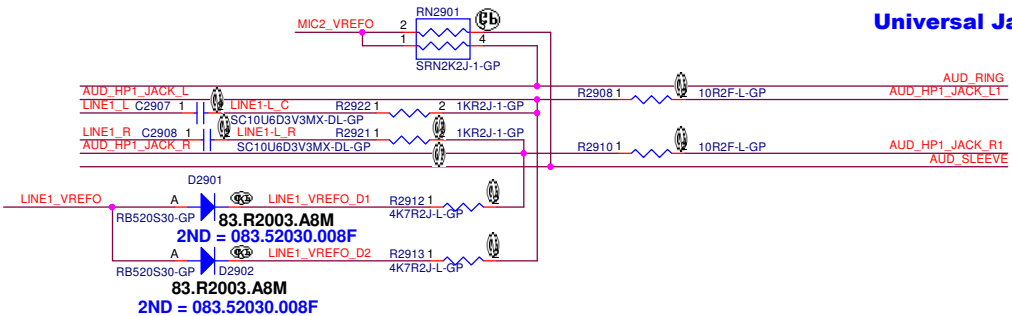 RN2901
Universal Ja
MIC2_VREFO
2
1
4
SRN2K2J-1-GP
AUD_RING
AUD_HP1_JACK_L
R2908 1
10R2F-L-GP
AUD_HP1_JACK_L1
LINE1_L C2907 1
LINE1-L_C
R2922 1
2 1KR2J-1-GP
SC10U6D3V3MX-DL-GP
LINE1_R C2908 1
LINE1-L_R
R2921 1
1KR2J-1-GP
AUD_HP1_JACK_R
SC10U6D3V3MX-DL-GP
R2910 1
10R2F-L-GP
AUD_HP1_JACK_R1
AUD_SLEEVE
D2901
LINE1_VREFO
A
LINE1_VREFO_D1
R2912 1
RB520S30-GP
83.R2003.A8M
4K7R2J-L-GP
2ND = 083.52030.008F
A
LINE1_VREFO_D2
R2913 1
RB520S30-GP
D2902
4K7R2J-L-GP
83.R2003.A8M
2ND = 083.52030.008F